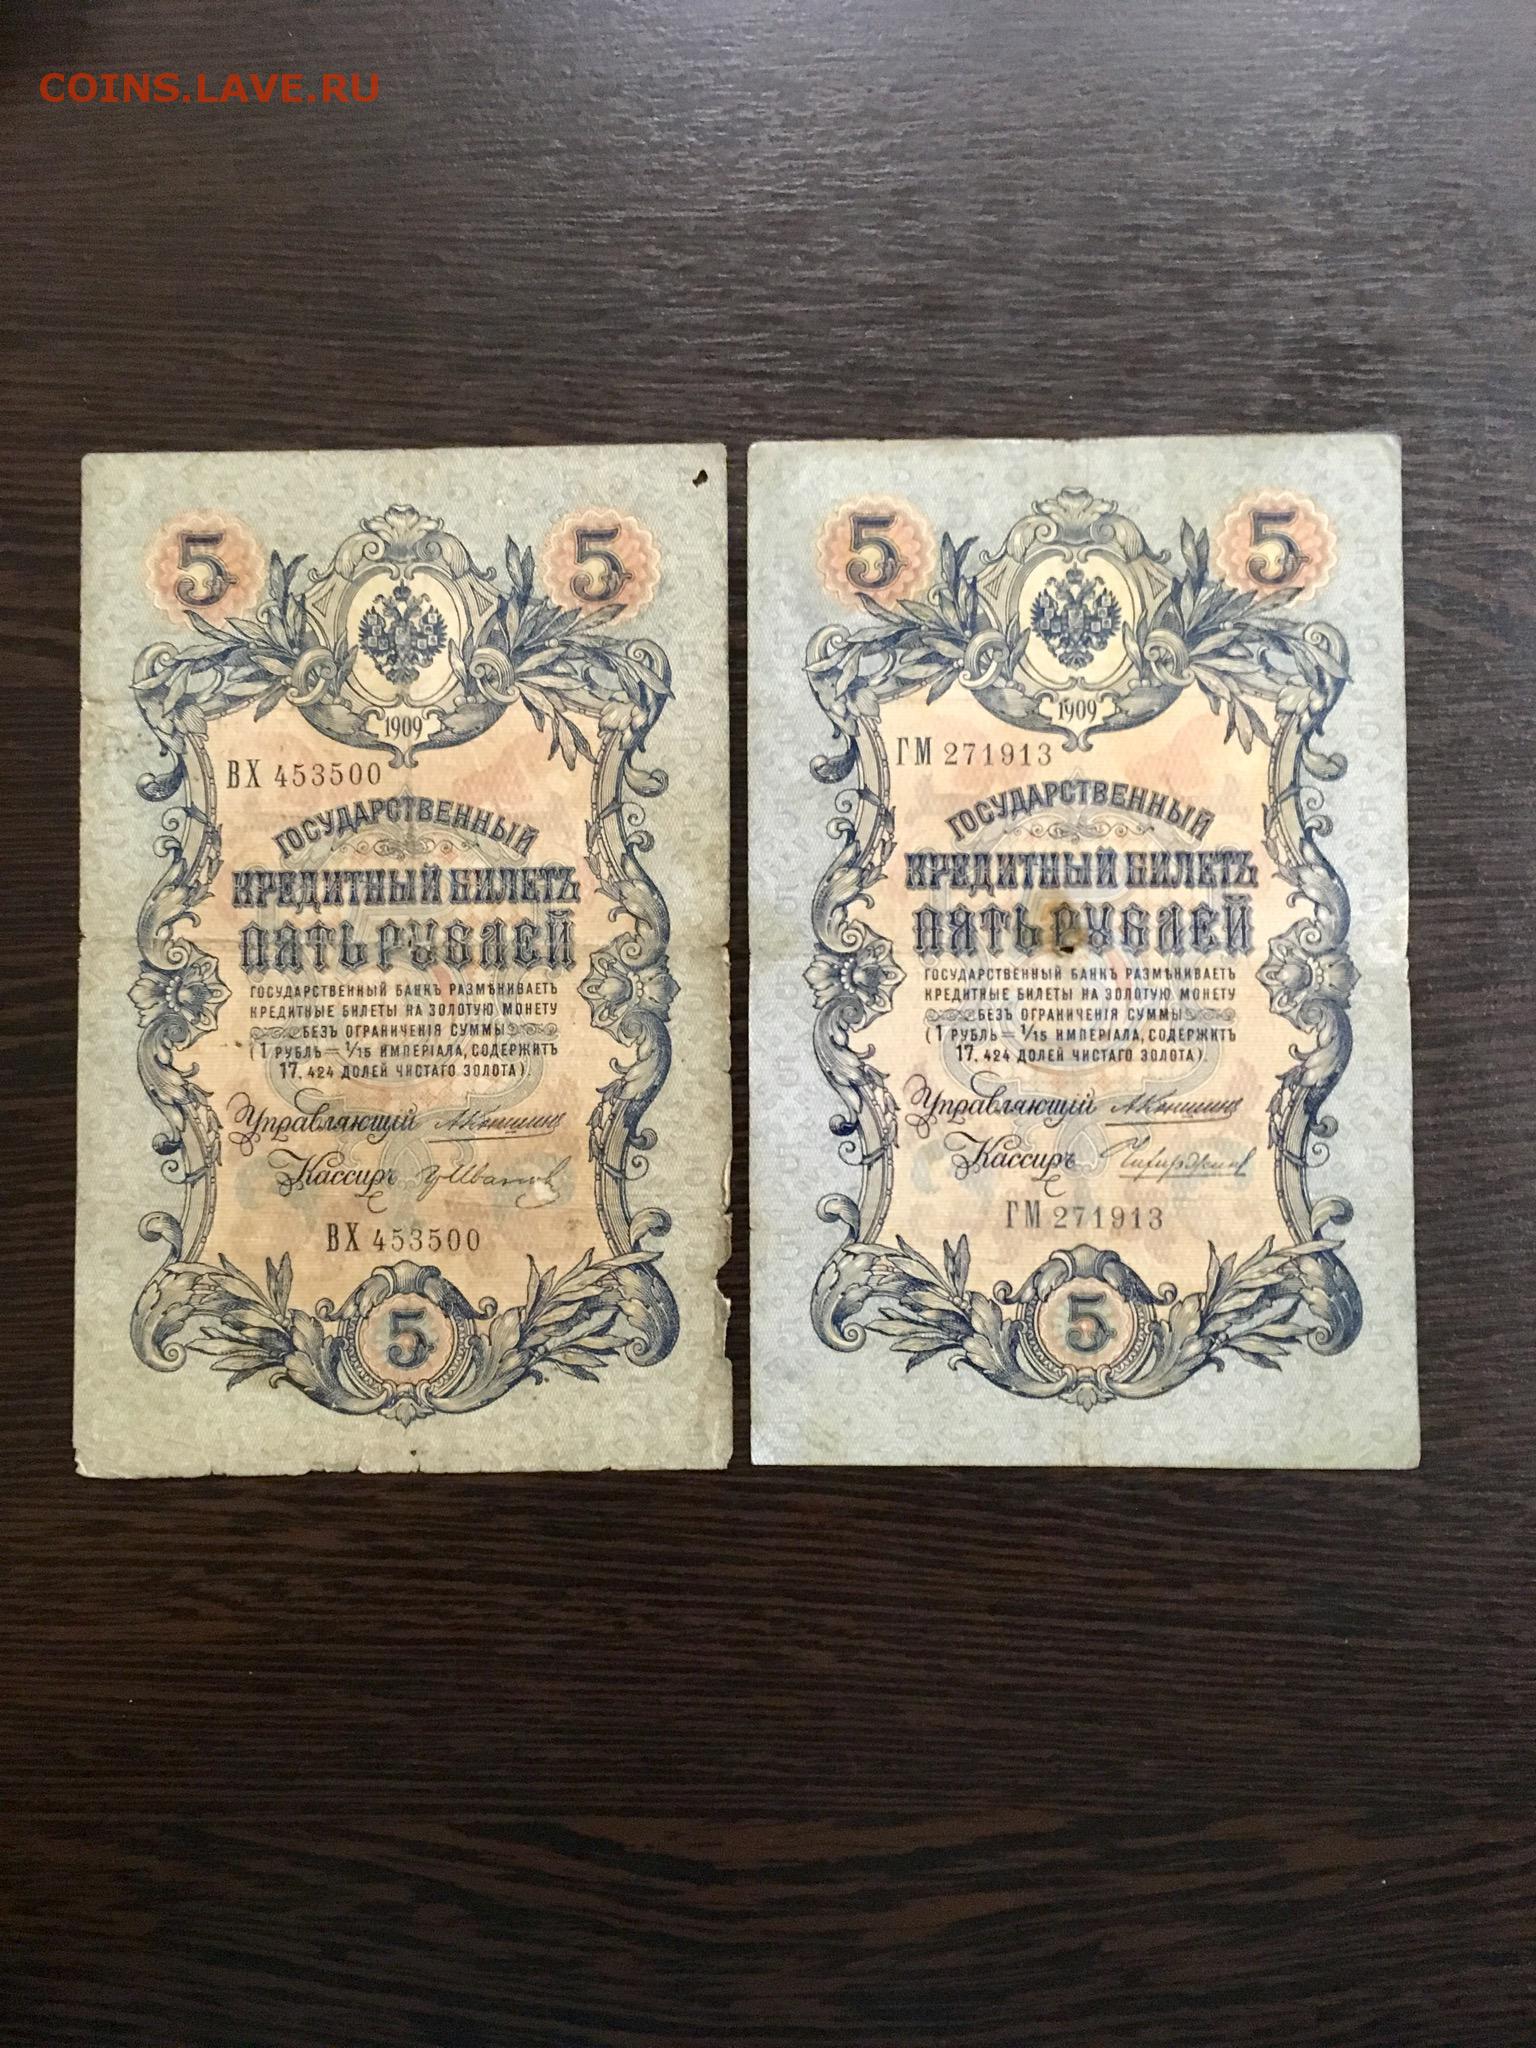 COINS.LAVE.RU
5 5
1909
ВХ 453500
ГОСУДАРСТВЕННЫЙ
КРЕДИТНЫЙ БИЛЕТЪ
ПЯТЬ РУБЛЕЙ
ГОСУДАРСТВЕННЫЙ БАНКЪ РАЗМѢНИВАЕТЪ
КРЕДИТНЫЕ БИЛЕТЫ НА ЗОЛОТУЮ МОНЕТУ
БЕЗЪ ОГРАНИЧЕНІЯ СУММЫ
(1 РУБЛЬ = 1/15 ИМПЕРІАЛА, СОДЕРЖИТЪ
17, 424 ДОЛЕЙ ЧИСТАГО ЗОЛОТА).
Управляющій АКоншинъ
Кассиръ
ВХ 453500
5
5 5
1909
ГМ 271913
ГОСУДАРСТВЕННЫЙ
КРЕДИТНЫЙ БИЛЕТЪ
ПЯТЬ РУБЛЕЙ
ГОСУДАРСТВЕННЫЙ БАНКЪ РАЗМѢНИВАЕТЪ
КРЕДИТНЫЕ БИЛЕТЫ НА ЗОЛОТУЮ МОНЕТУ
БЕЗЪ ОГРАНИЧЕНІЯ СУММЫ
(1 РУБЛЬ = 1/15 ИМПЕРІАЛА, СОДЕРЖИТЪ
17, 424 ДОЛЕЙ ЧИСТАГО ЗОЛОТА).
Управляющій АКоншинъ
Кассиръ
ГМ 271913
5